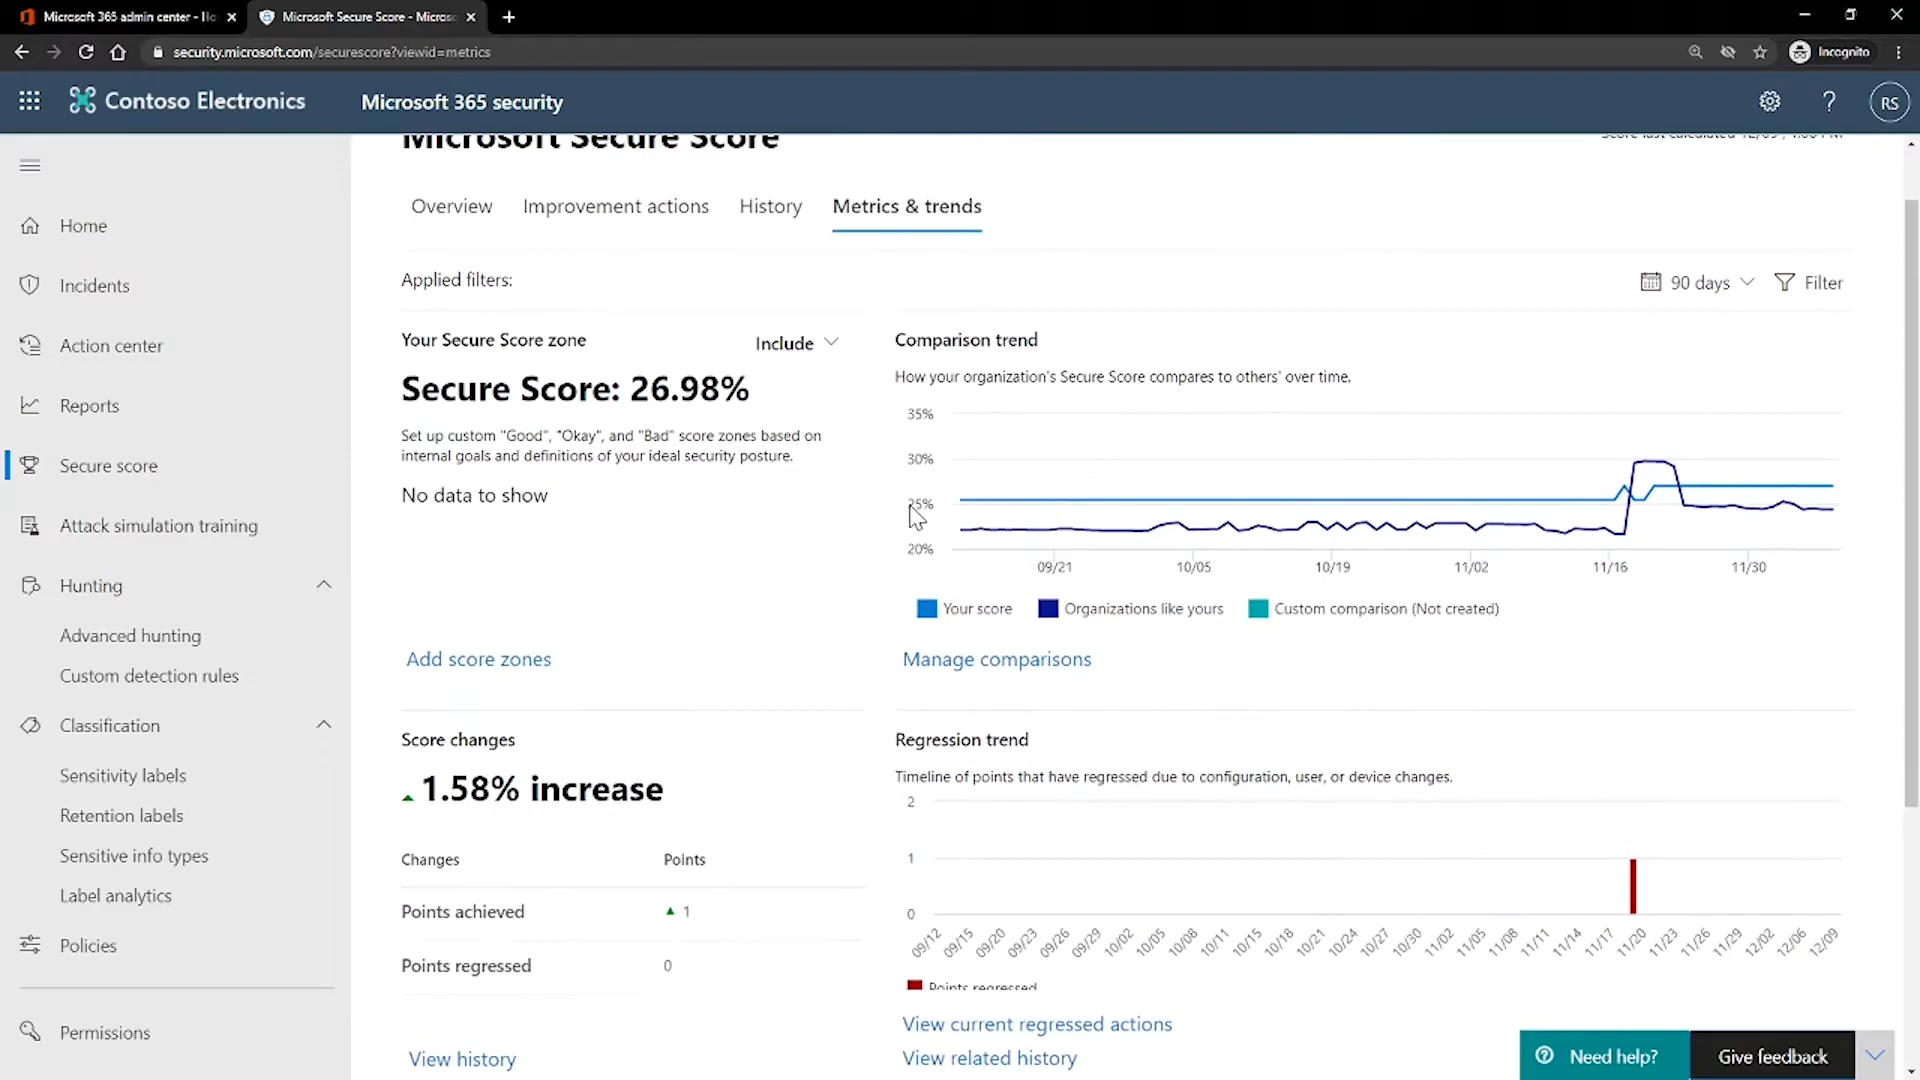 Microsoft 365 admin center - Ho
Microsoft Secure Score - Micros
security.microsoft.com/securescore?viewid=metrics
Incognito
Contoso Electronics
Microsoft 365 security
RS
Microsoft Secure Score
Score last calculated 12/09
Overview
Improvement actions
History
Metrics & trends
Home
Incidents
Action center
Reports
Secure score
Attack simulation training
Hunting
Advanced hunting
Custom detection rules
Classification
Sensitivity labels
Retention labels
Sensitive info types
Label analytics
Policies
Permissions
Applied filters:
90 days
Filter
Your Secure Score zone
Include
Secure Score: 26.98%
Set up custom "Good", "Okay", and "Bad" score zones based on
internal goals and definitions of your ideal security posture.
No data to show
Add score zones
Comparison trend
How your organization's Secure Score compares to others' over time.
35%
30%
25%
20%
09/21 10/05 10/19 11/02 11/16 11/30
Your score
Organizations like yours
Custom comparison (Not created)
Manage comparisons
Score changes
1.58% increase
Changes Points
Points achieved 1
Points regressed 0
View history
Regression trend
Timeline of points that have regressed due to configuration, user, or device changes.
2
1
0
09/12 09/15 09/20 09/23 09/26 09/29 10/02 10/05 10/08 10/11 10/15 10/18 10/21 10/24 10/27 10/30 11/02 11/05 11/08 11/11 11/14 11/17 11/20 11/23 11/26 11/29 12/02 12/06 12/09
Points regressed
View current regressed actions
View related history
Need help?
Give feedback